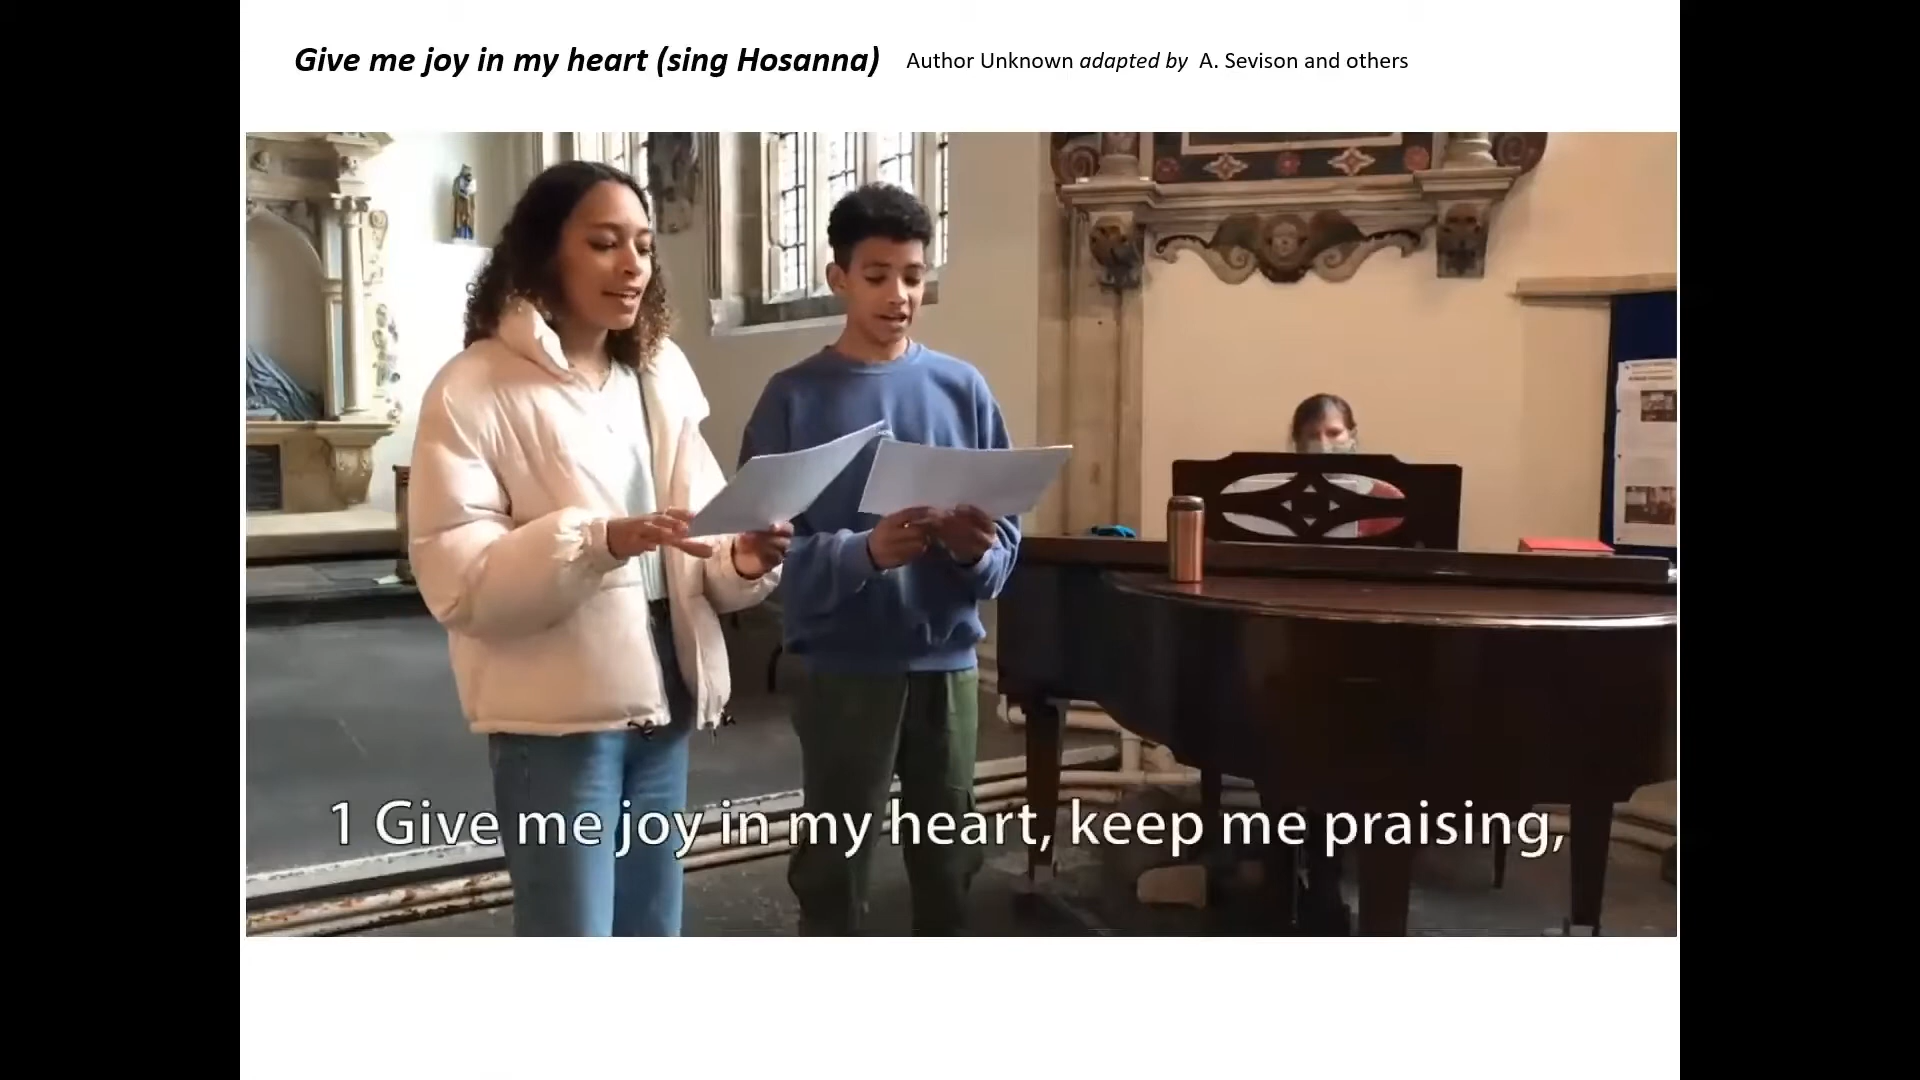 Give me joy in my heart (sing Hosanna) Author Unknown adapted by A. Sevison and others
1 Give me joy in my heart, keep me praising,